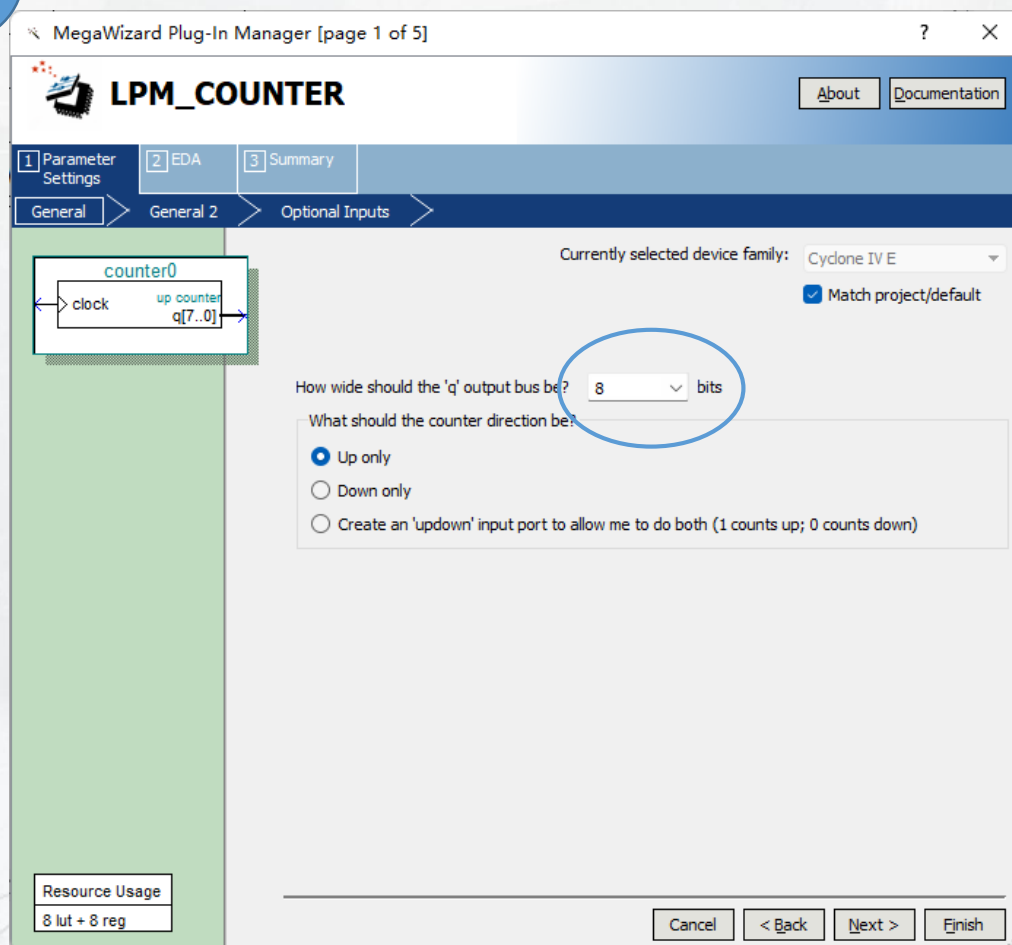 MegaWizard Plug-In Manager [page 1 of 5]
?
LPM_COUNTER
About
Documentation
1 Parameter Settings
2 EDA
3 Summary
General
General 2
Optional Inputs
counter0
clock
up counter
q[7..0]
Currently selected device family:
Cyclone IV E
Match project/default
How wide should the 'q' output bus be? 8 bits
What should the counter direction be?
Up only
Down only
Create an 'updown' input port to allow me to do both (1 counts up; 0 counts down)
Resource Usage
8 lut + 8 reg
Cancel
< Back
Next >
Finish